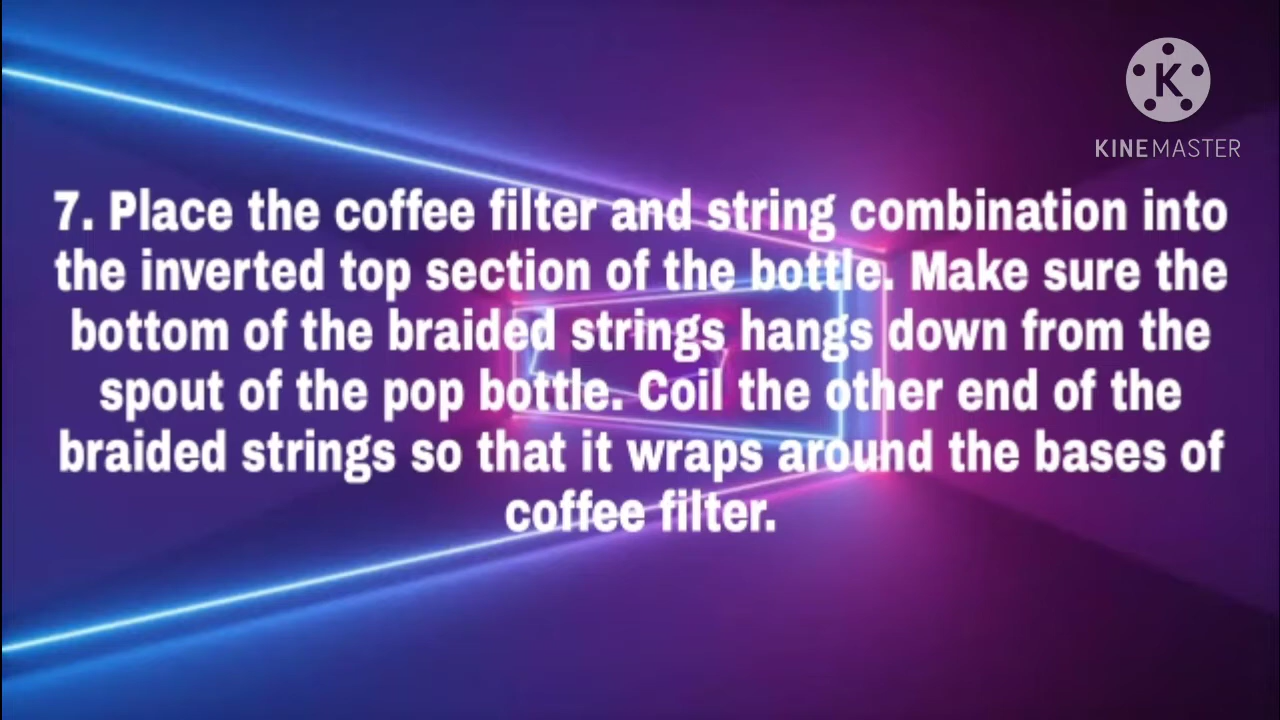 K
KINEMASTER
7. Place the coffee filter and string combination into
the inverted top section of the bottle. Make sure the
bottom of the braided strings hangs down from the
spout of the pop bottle. Coil the other end of the
braided strings so that it wraps around the bases of
coffee filter.